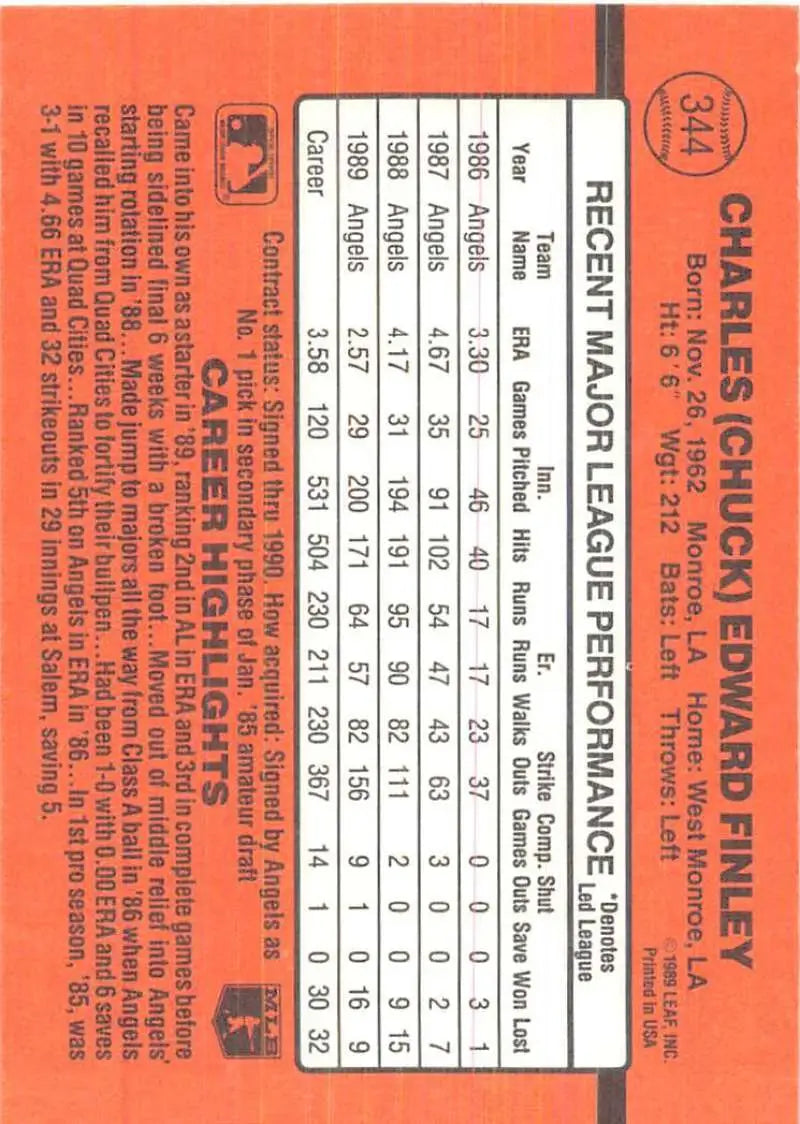 344
CHARLES (CHUCK) EDWARD FINLEY
Born: Nov. 26, 1962 Monroe, LA Home: West Monroe, LA
Ht: 6'6" Wgt: 212 Bats: Left Throws: Left
©1989 LEAF, INC.
Printed in USA
RECENT MAJOR LEAGUE PERFORMANCE *Denotes Led League
Year Team Name ERA Games Inn. Pitched Hits Runs Er. Runs Walks Strike Outs Comp. Games Shut Outs Save Won Lost
1986 Angels 3.30 25 46 40 17 17 23 37 0 0 0 3 1
1987 Angels 4.67 35 91 102 54 47 43 63 3 0 0 2 7
1988 Angels 4.17 31 194 191 95 90 82 111 2 0 0 9 15
1989 Angels 2.57 29 200 171 64 57 82 156 9 1 0 16 9
Career 3.58 120 531 504 230 211 230 367 14 1 0 30 32
Contract status: Signed thru 1990 How acquired: Signed by Angels as
No. 1 pick in secondary phase of Jan. '85 amateur draft
MLB
CAREER HIGHLIGHTS
Came into his own as a starter in '89, ranking 2nd in AL in ERA and 3rd in complete games before
being sidelined final 6 weeks with a broken foot...Moved out of middle relief into Angels'
starting rotation in '88...Made jump to majors all the way from Class A ball in '86 when Angels
recalled him from Quad Cities to fortify their bullpen...Had been 1-0 with 0.00 ERA and 6 saves
in 10 games at Quad Cities...Ranked 5th on Angels in ERA in '86...In 1st pro season, '85, was
3-1 with 4.66 ERA and 32 strikeouts in 29 innings at Salem, saving 5.